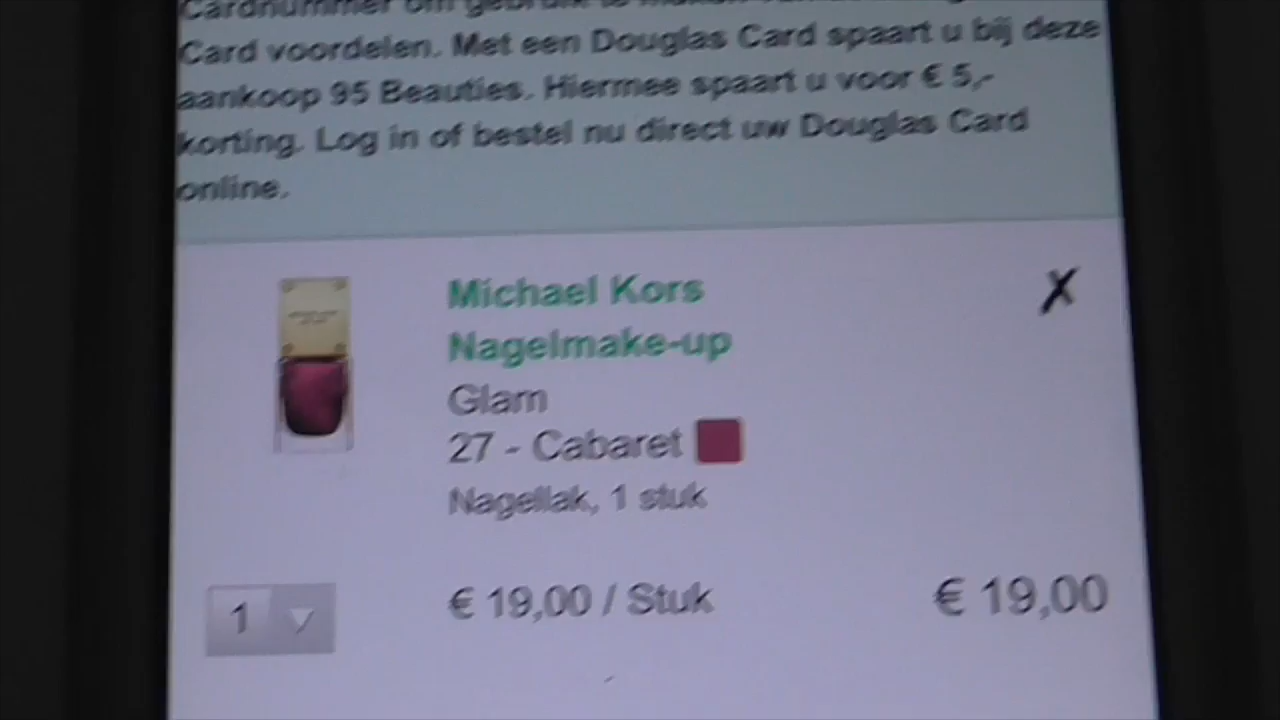 Card voordelen. Met een Douglas Card spaart u bij deze
aankoop 95 Beauties. Hiermee spaart u voor € 5,-
korting. Log in of bestel nu direct uw Douglas Card
online.
Michael Kors
Nagelmake-up
Glam
27 - Cabaret
Nagellak, 1 stuk
1
€ 19,00 / Stuk
€ 19,00